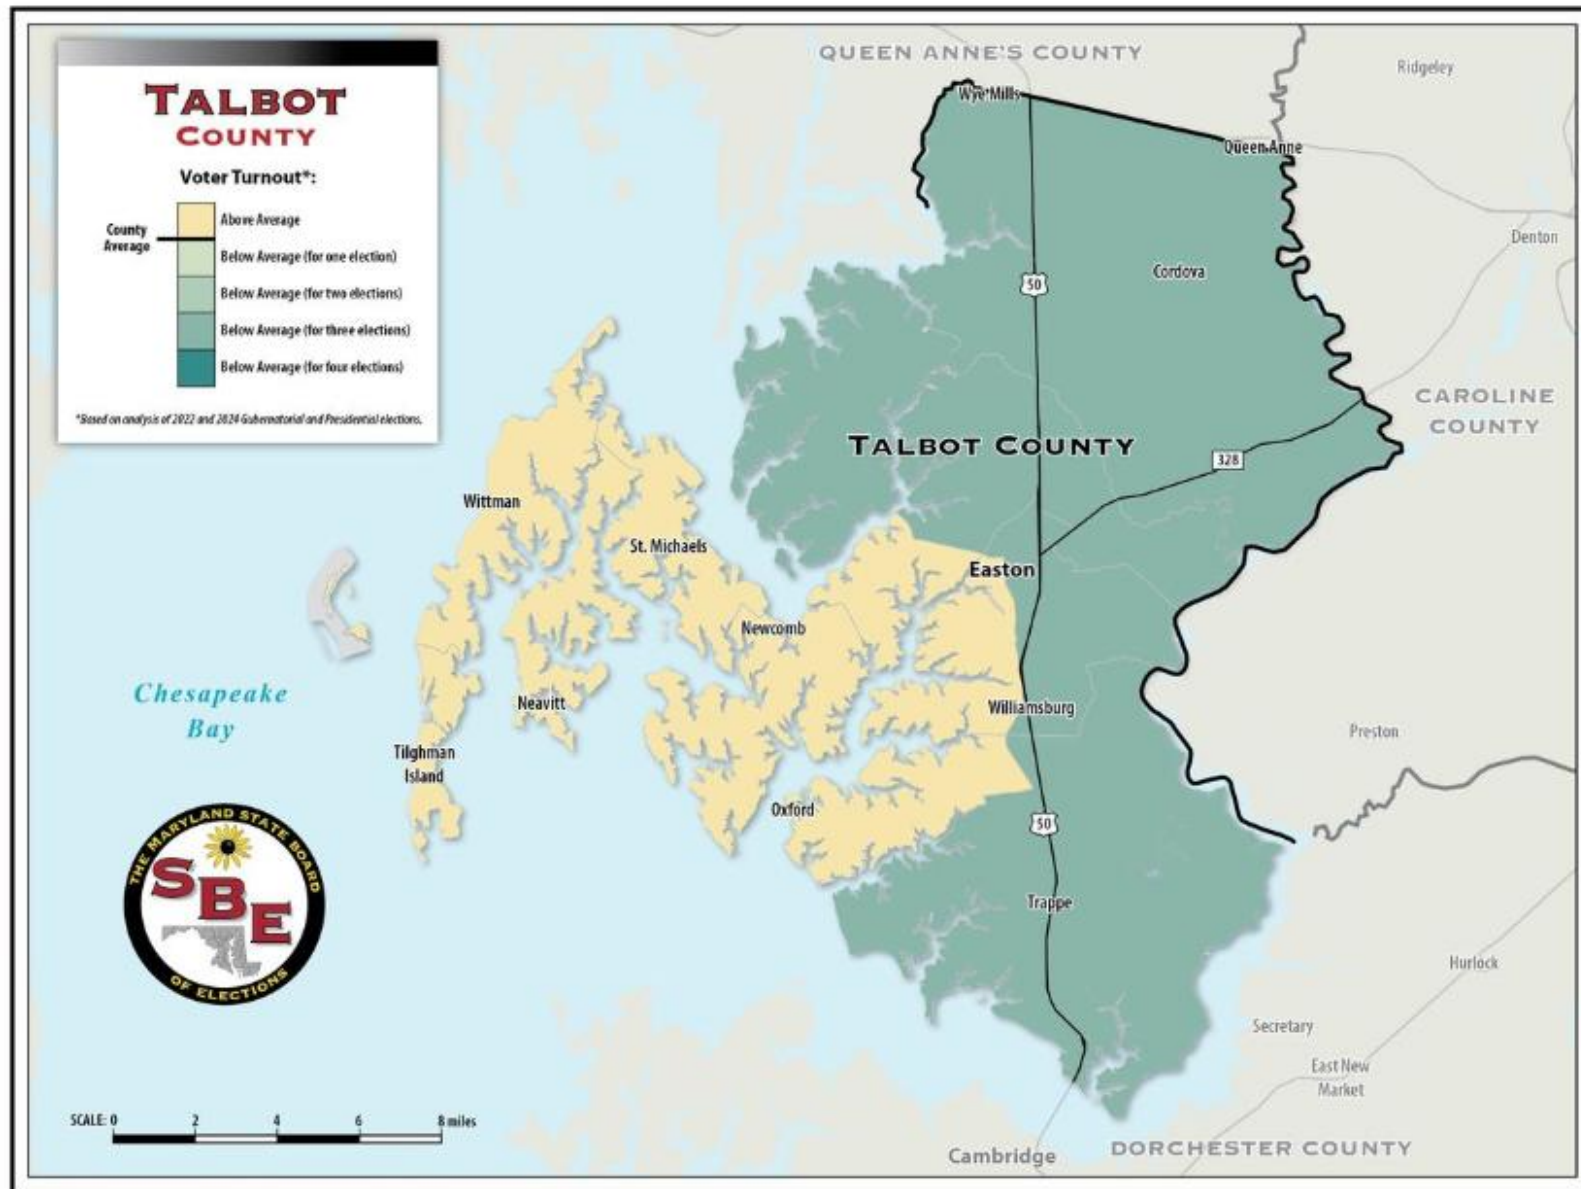 TALBOT
COUNTY
Voter Turnout*:
County
Average
Above Average
Below Average (for one election)
Below Average (for two elections)
Below Average (for three elections)
Below Average (for four elections)
*Based on analysis of 2022 and 2024 Gubernatorial and Presidential elections.
QUEEN ANNE'S COUNTY
Ridgeley
Wye Mills
Queen Anne
Denton
Cordova
50
CAROLINE
COUNTY
TALBOT COUNTY
328
Wittman
St. Michaels
Easton
Newcomb
Chesapeake
Bay
Neavitt
Williamsburg
Preston
Tilghman
Island
Oxford
50
THE MARYLAND STATE BOARD
SBE
OF ELECTIONS
Trappe
Hurlock
Secretary
East New
Market
SCALE: 0 2 4 6 8 miles
Cambridge
DORCHESTER COUNTY